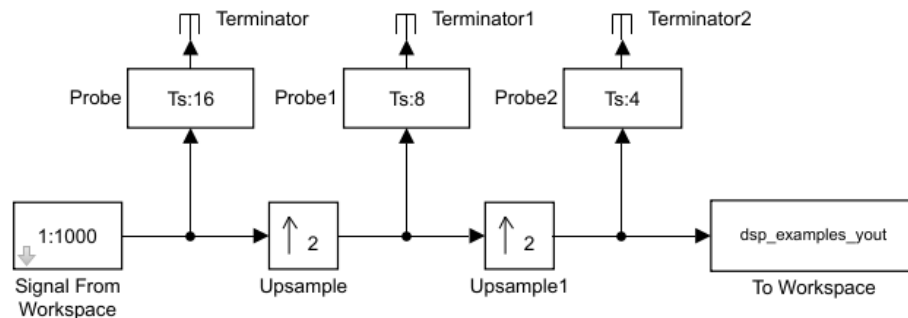 Terminator
Terminator1
Terminator2
Probe
Ts:16
Probe1
Ts:8
Probe2
Ts:4
1:1000
2
2
dsp_examples_yout
Signal From
Workspace
Upsample
Upsample1
To Workspace